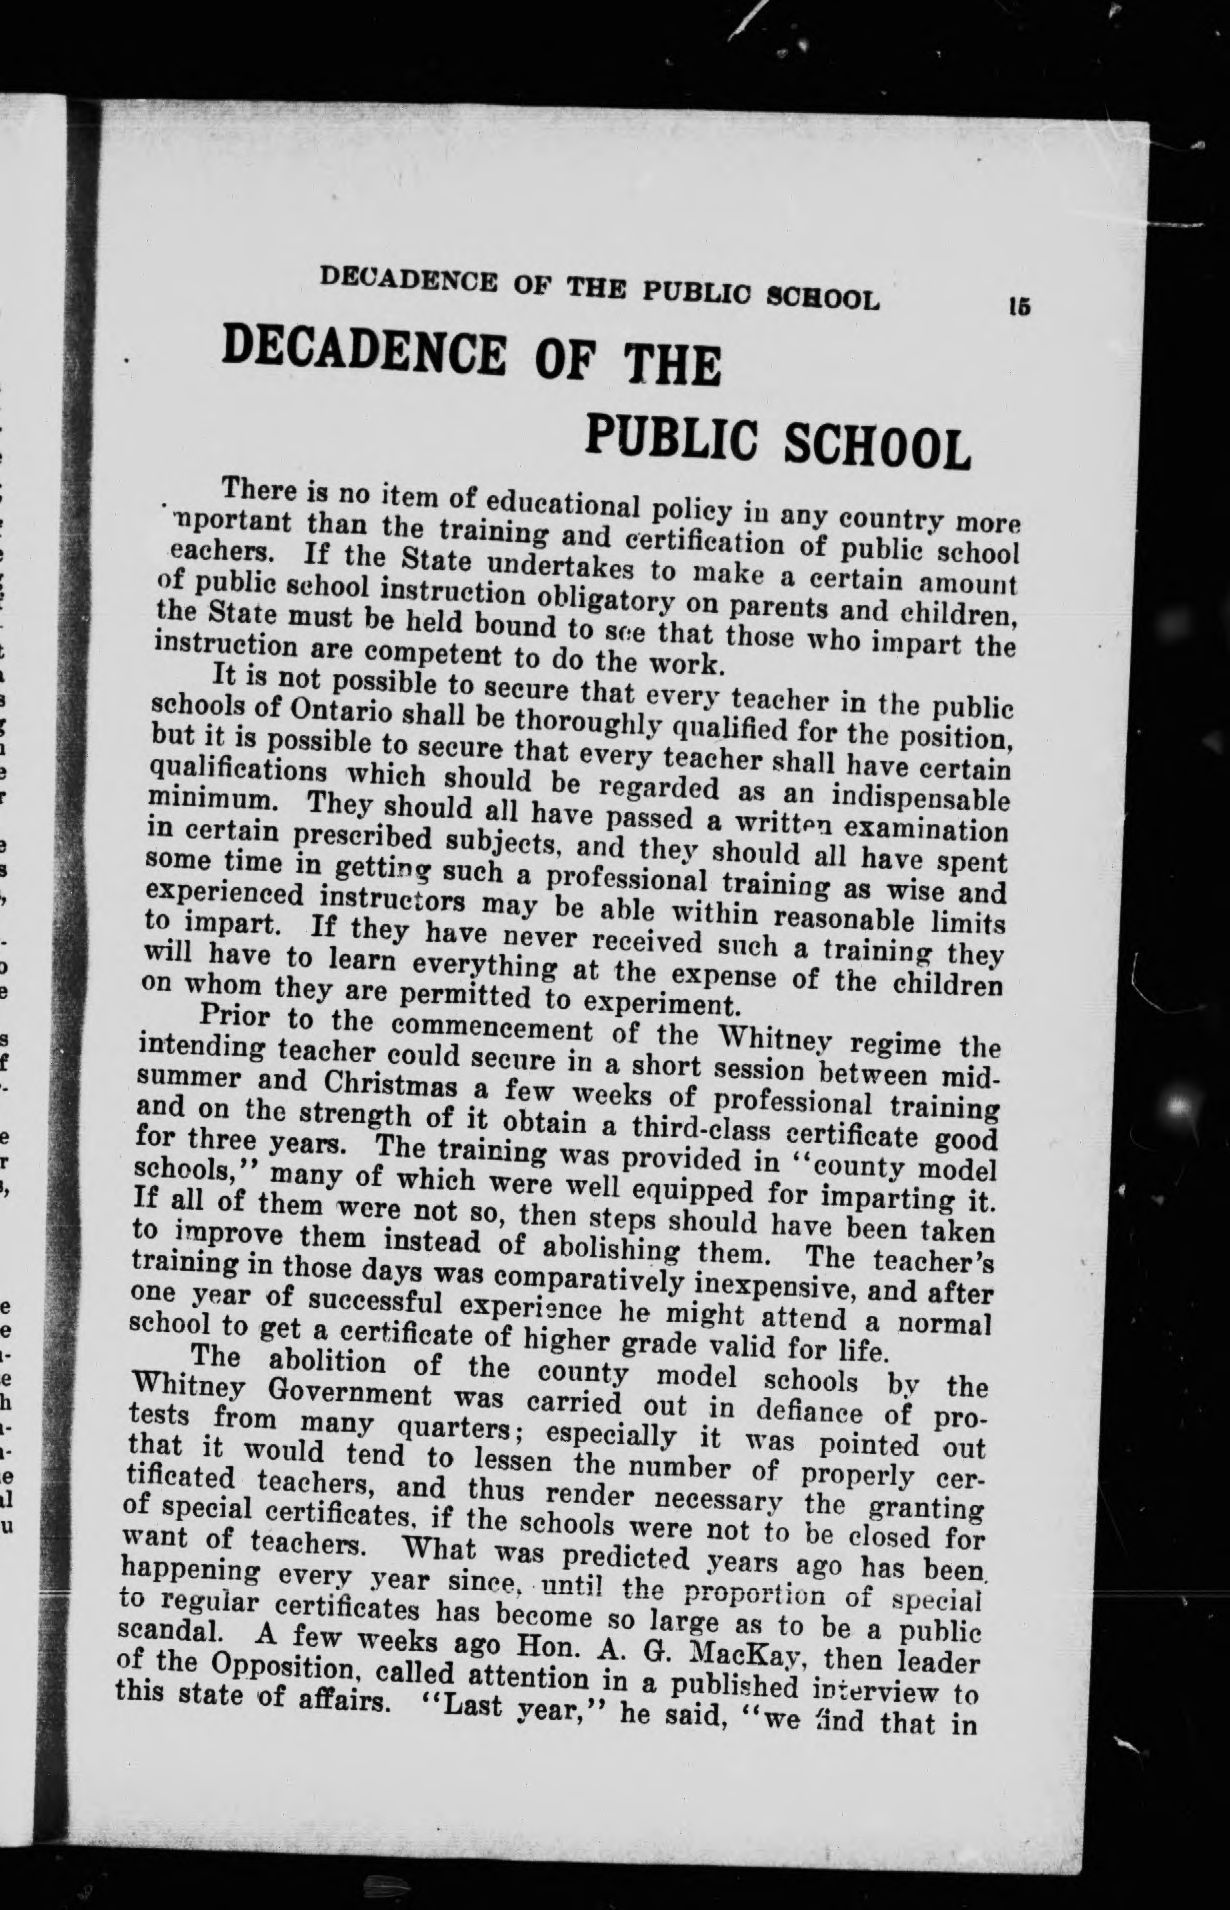 DECADENCE OF THE PUBLIC SCHOOL 15
DECADENCE OF THE
PUBLIC SCHOOL
There is no item of educational policy in any country more
mportant than the training and certification of public school
eachers. If the State undertakes to make a certain amount
of public school instruction obligatory on parents and children,
the State must be held bound to see that those who impart the
instruction are competent to do the work.
It is not possible to secure that every teacher in the public
schools of Ontario shall be thoroughly qualified for the position,
but it is possible to secure that every teacher shall have certain
qualifications which should be regarded as an indispensable
minimum. They should all have passed a written examination
in certain prescribed subjects, and they should all have spent
some time in getting such a professional training as wise and
experienced instructors may be able within reasonable limits
to impart. If they have never received such a training they
will have to learn everything at the expense of the children
on whom they are permitted to experiment.
Prior to the commencement of the Whitney regime the
intending teacher could secure in a short session between mid-
summer and Christmas a few weeks of professional training
and on the strength of it obtain a third-class certificate good
for three years. The training was provided in "county model
schools," many of which were well equipped for imparting it.
If all of them were not so, then steps should have been taken
to improve them instead of abolishing them. The teacher's
training in those days was comparatively inexpensive, and after
one year of successful experience he might attend a normal
school to get a certificate of higher grade valid for life.
The abolition of the county model schools by the
Whitney Government was carried out in defiance of pro-
tests from many quarters; especially it was pointed out
that it would tend to lessen the number of properly cer-
tificated teachers, and thus render necessary the granting
of special certificates, if the schools were not to be closed for
want of teachers. What was predicted years ago has been
happening every year since, until the proportion of special
to regular certificates has become so large as to be a public
scandal. A few weeks ago Hon. A. G. MacKay, then leader
of the Opposition, called attention in a published interview to
this state of affairs. "Last year," he said, "we find that in